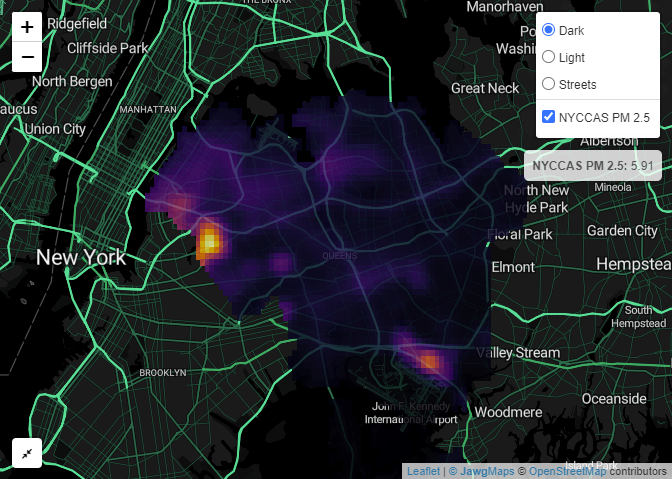 THE BRONX
Manorhaven
+
Ridgefield
Dark
Cliffside Park
−
Light
North Bergen
Great Neck
Streets
MANHATTAN
NYCCAS PM 2.5
Union City
Albertson
NYCCAS PM 2.5: 5.91
Mineola
North New
Hyde Park
Garden City
Floral Park
New York
QUEENS
Elmont
Hempstea
South
Hempstead
Valley Stream
BROOKLYN
Oceanside
John F. Kennedy
International Airport
Woodmere
Island Park
Leaflet | © JawgMaps © OpenStreetMap contributors